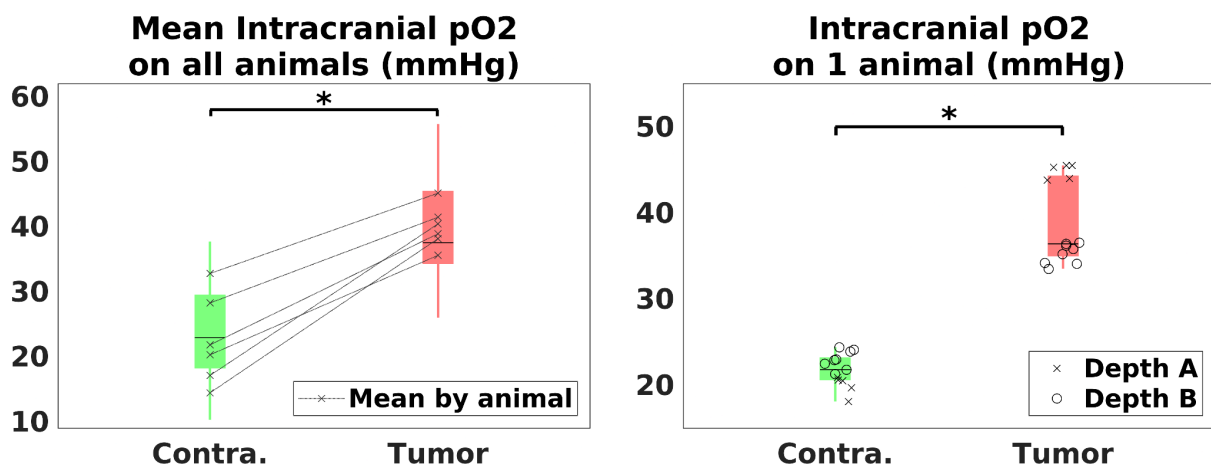 Mean Intracranial pO2
on all animals (mmHg)
60
50
40
30
20
10
*
Mean by animal
Contra.
Tumor
Intracranial pO2
on 1 animal (mmHg)
50
40
30
20
*
Depth A
Depth B
Contra.
Tumor